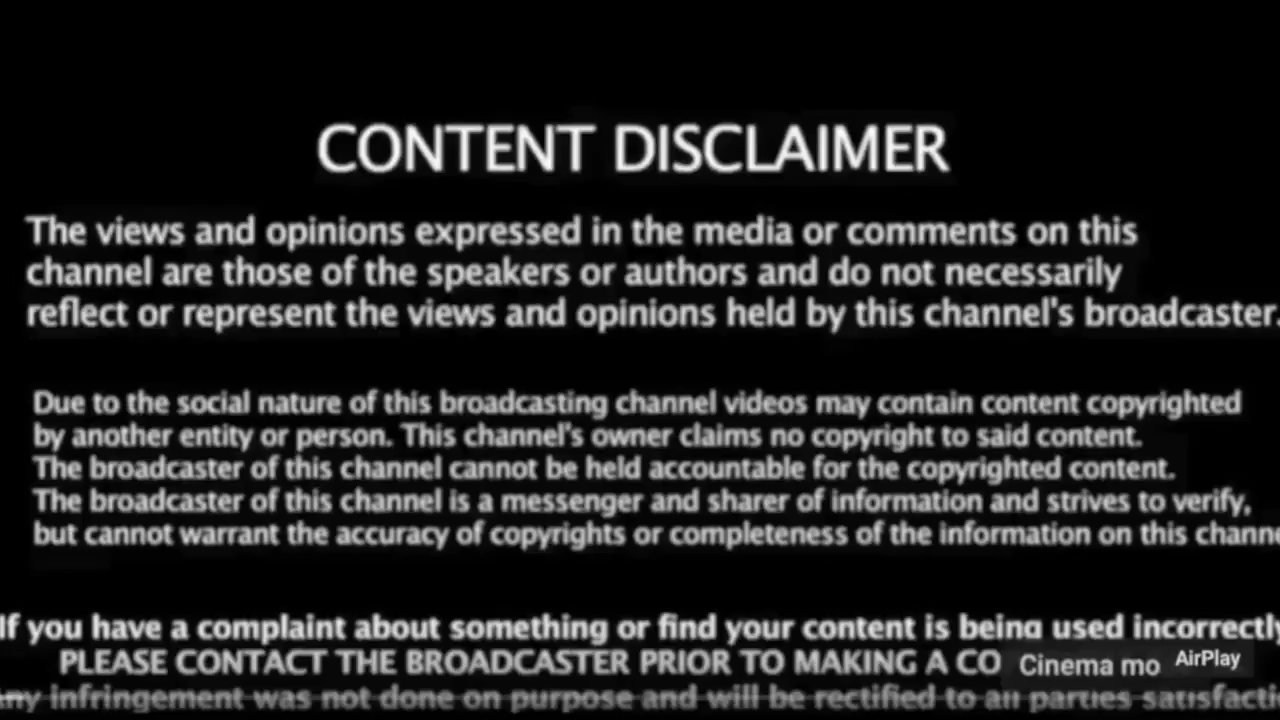 CONTENT DISCLAIMER
The views and opinions expressed in the media or comments on this
channel are those of the speakers or authors and do not necessarily
reflect or represent the views and opinions held by this channel's broadcaster.
Due to the social nature of this broadcasting channel videos may contain content copyrighted
by another entity or person. This channel's owner claims no copyright to said content.
The broadcaster of this channel cannot be held accountable for the copyrighted content.
The broadcaster of this channel is a messenger and sharer of information and strives to verify,
but cannot warrant the accuracy of copyrights or completeness of the information on this
If you have a complaint about something or find your content is being used incorrectly
PLEASE CONTACT THE BROADCASTER PRIOR TO MAKING A
Cinema mo
AirPlay
infringement was not done on purpose and will be rectified to all parties